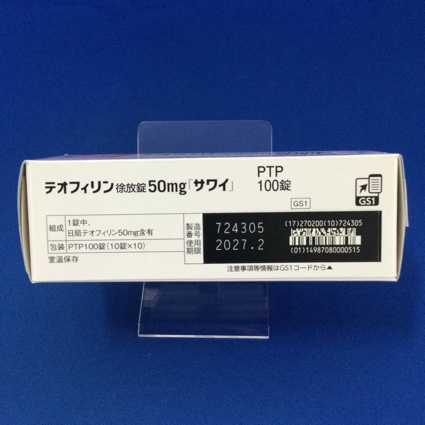 テオフィリン徐放錠50mg「サワイ」
PTP
100錠
GS1
GS1
組成
1錠中、
日局テオフィリン50mg含有
包装
PTP100錠(10錠×10)
室温保存
製造番号
724305
使用期限
2027.2
(17)270200(10)724305
(01)14987080000515
注意事項等情報はGS1コードから▲